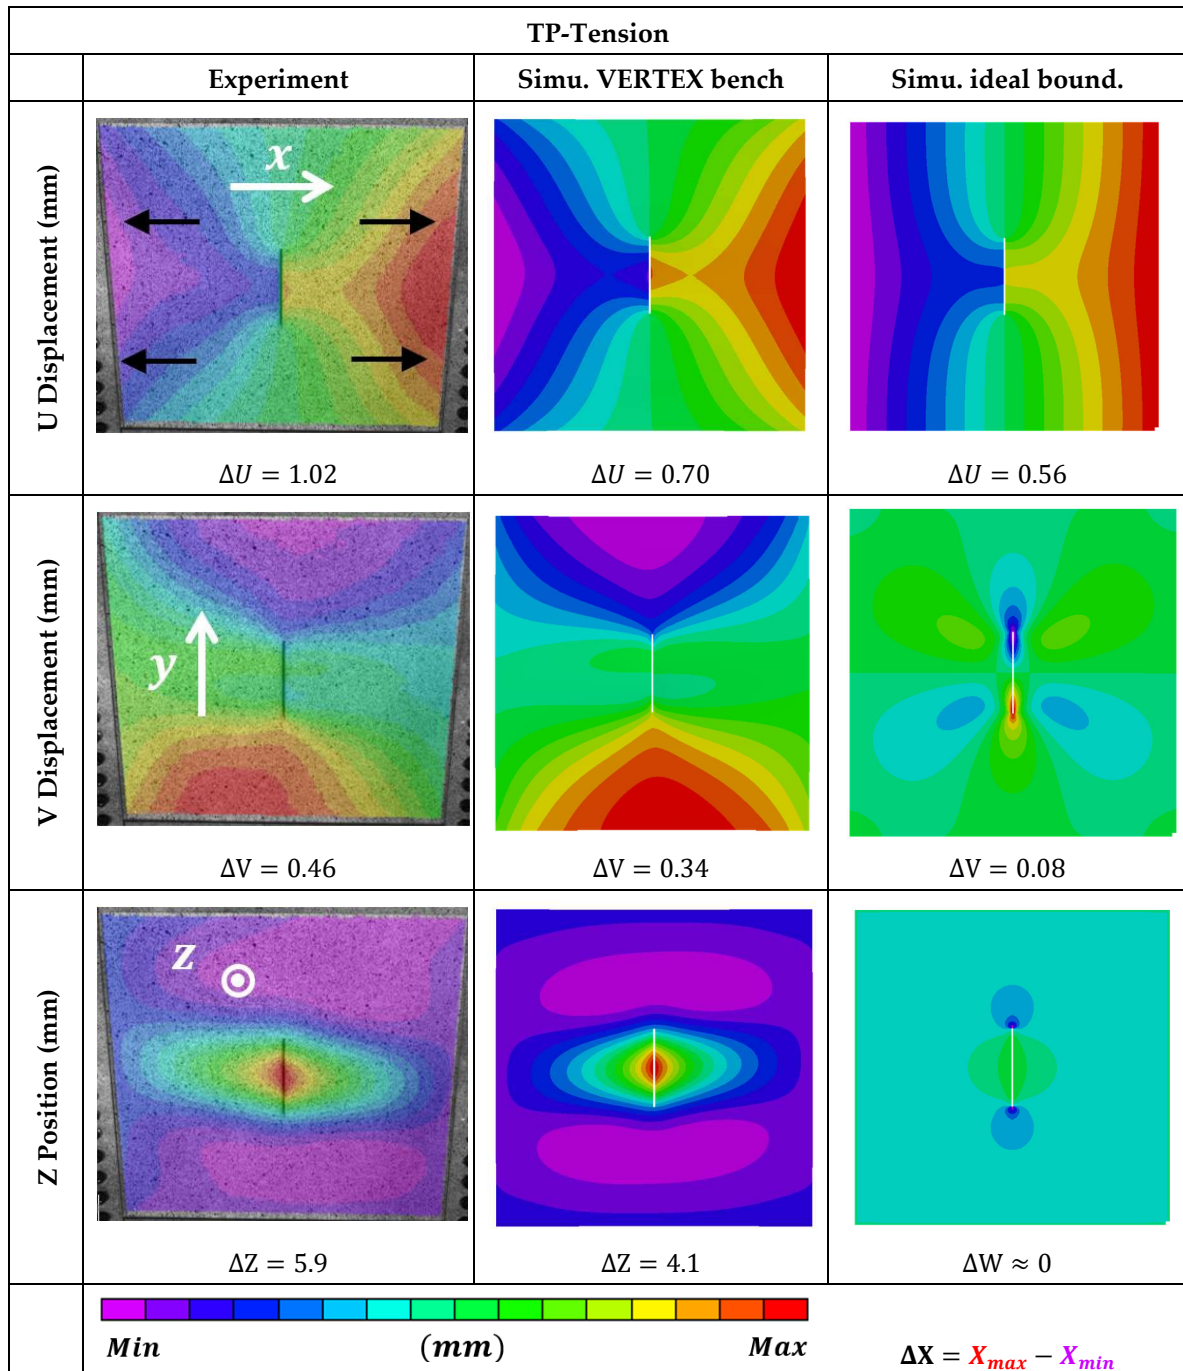 TP-Tension
Experiment
Simu. VERTEX bench
Simu. ideal bound.
U Displacement (mm)
x
ΔU = 1.02
ΔU = 0.70
ΔU = 0.56
V Displacement (mm)
y
ΔV = 0.46
ΔV = 0.34
ΔV = 0.08
Z Position (mm)
z
ΔZ = 5.9
ΔZ = 4.1
ΔW ≈ 0
Min (mm) Max
ΔX = X_max − X_min